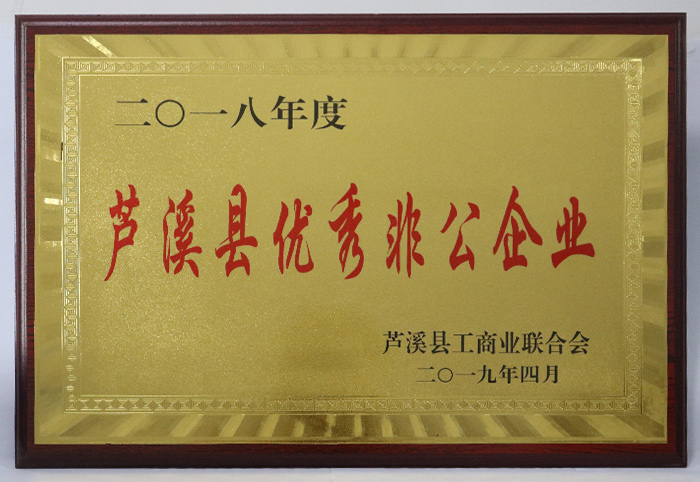 二〇一八年度
芦溪县优秀非公企业
芦溪县工商业联合会
二〇一九年四月